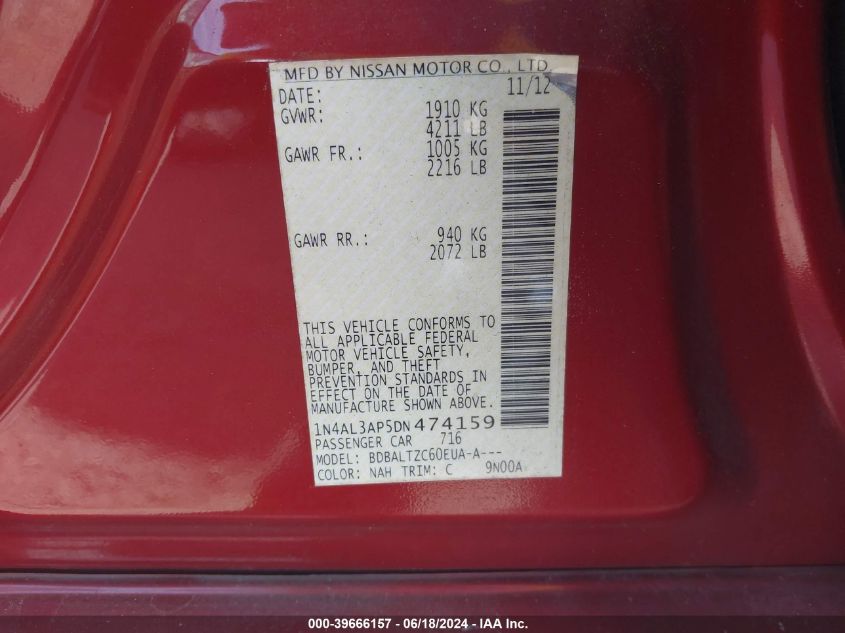 MFD BY NISSAN MOTOR CO., LTD.
DATE: 11/12
GVWR: 1910 KG
4211 LB
GAWR FR.: 1005 KG
2216 LB
GAWR RR.: 940 KG
2072 LB
THIS VEHICLE CONFORMS TO
ALL APPLICABLE FEDERAL
MOTOR VEHICLE SAFETY,
BUMPER, AND THEFT
PREVENTION STANDARDS IN
EFFECT ON THE DATE OF
MANUFACTURE SHOWN ABOVE.
1N4AL3AP5DN474159
PASSENGER CAR 716
MODEL: BDBALTZC60EUA-A---
COLOR: NAH TRIM: C 9N00A
000-39666157 - 06/18/2024 - IAA Inc.